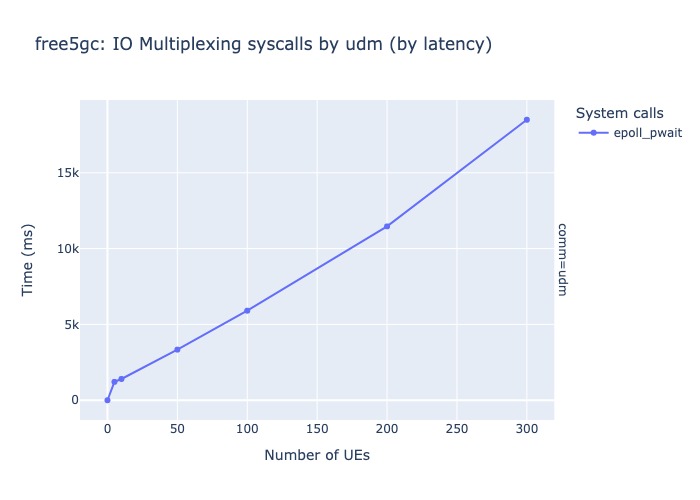 free5gc: IO Multiplexing syscalls by udm (by latency)
System calls
epoll_pwait
15k
10k
5k
0
Time (ms)
comm=udm
0 50 100 150 200 250 300
Number of UEs